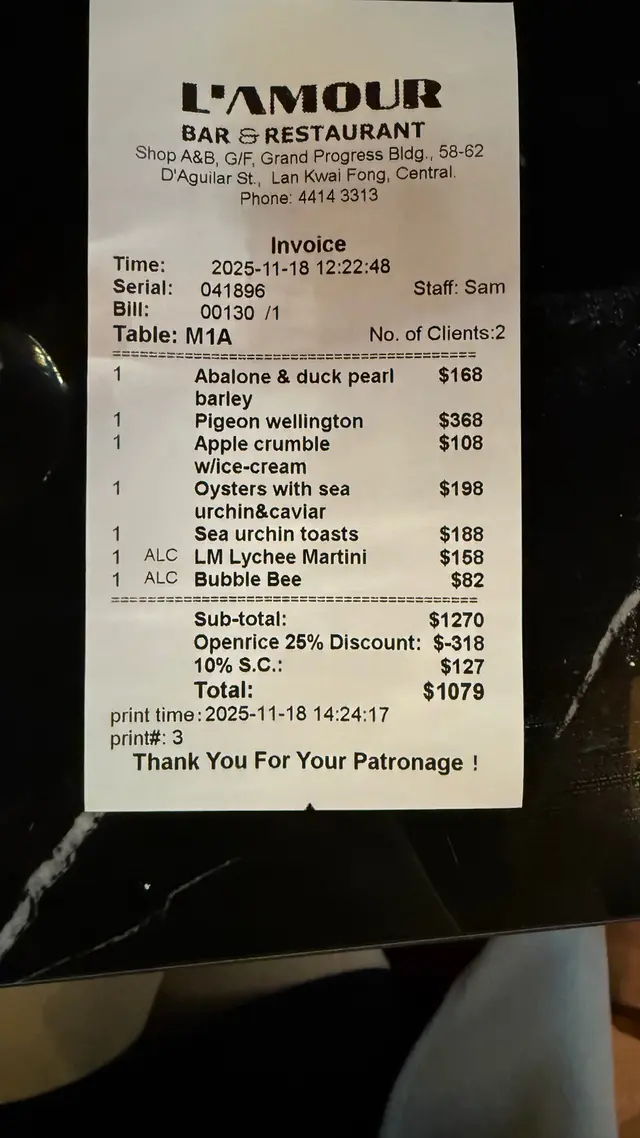 L'AMOUR
BAR & RESTAURANT
Shop A&B, G/F, Grand Progress Bldg., 58-62
D'Aguilar St., Lan Kwai Fong, Central.
Phone: 4414 3313
Invoice
Time: 2025-11-18 12:22:48
Serial: 041896 Staff: Sam
Bill: 00130 /1
Table: M1A No. of Clients:2
==================================================
1 Abalone & duck pearl $168
barley
1 Pigeon wellington $368
1 Apple crumble $108
w/ice-cream
1 Oysters with sea $198
urchin&caviar
1 Sea urchin toasts $188
1 ALC LM Lychee Martini $158
1 ALC Bubble Bee $82
==================================================
Sub-total: $1270
Openrice 25% Discount: $-318
10% S.C.: $127
Total: $1079
print time:2025-11-18 14:24:17
print#: 3
Thank You For Your Patronage !